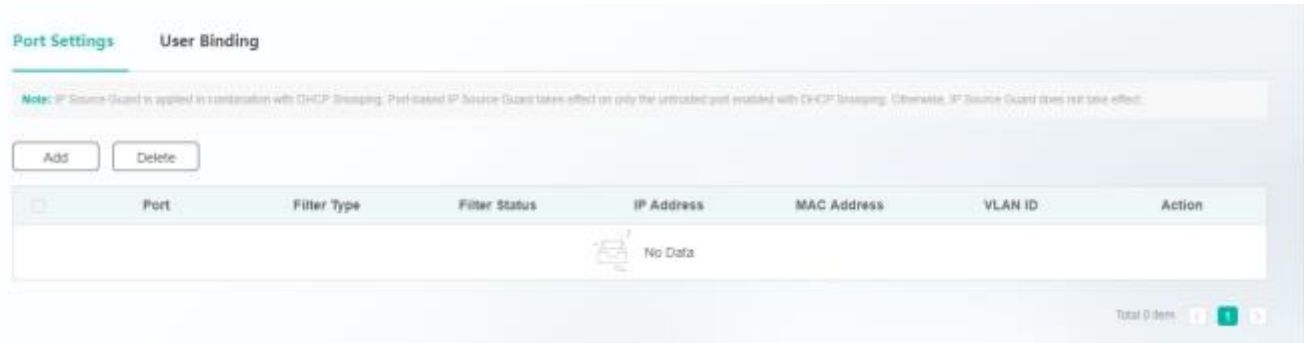 Port Settings User Binding
Note: IP Source Guard is applied in combination with DHCP Snooping. Port-based IP Source Guard takes effect on only the untrusted port enabled with DHCP Snooping. Otherwise, IP Source Guard does not take effect.
Add Delete
Port Filter Type Filter Status IP Address MAC Address VLAN ID Action
No Data
Total 0 item < 1 >